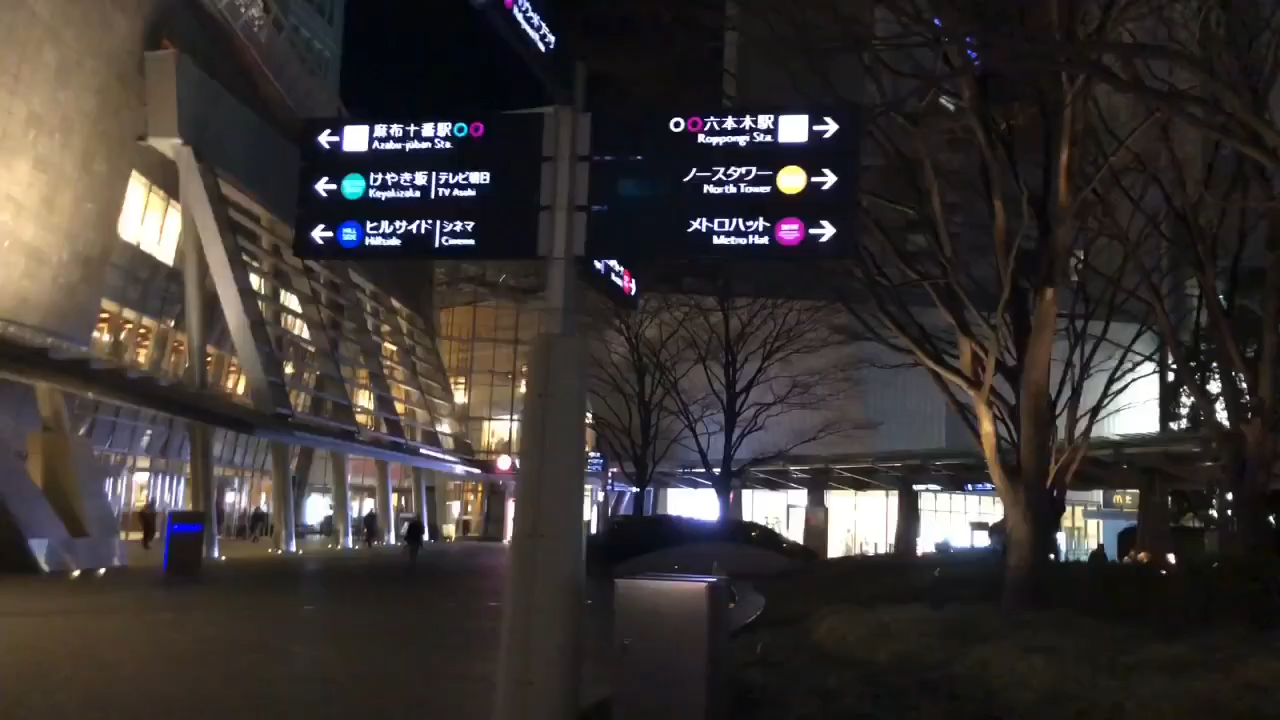 麻布十番駅
Azabu-juban Sta.
けやき坂 テレビ朝日
Keyakizaka TV Asahi
HILL SIDE
ヒルサイド シネマ
Hillside Cinema
六本木駅
Roppongi Sta.
ノースタワー
North Tower
メトロハット
Metro Hat